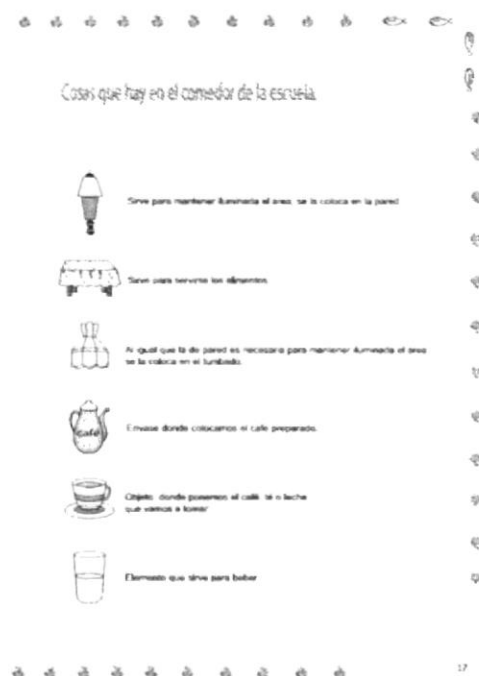 Cosas que hay en el comedor de la escuela.
Sirve para mantener iluminada el area, se la coloca en la pared
Sirve para servirse los alimentos.
Al igual que la de pared es necesaria para mantener iluminada el area
se la coloca en el tumbado.
café
Envase donde colocamos el cafe preparado.
Objeto donde ponemos el café, té o leche
que vamos a tomar
Elemento que sirve para beber
17